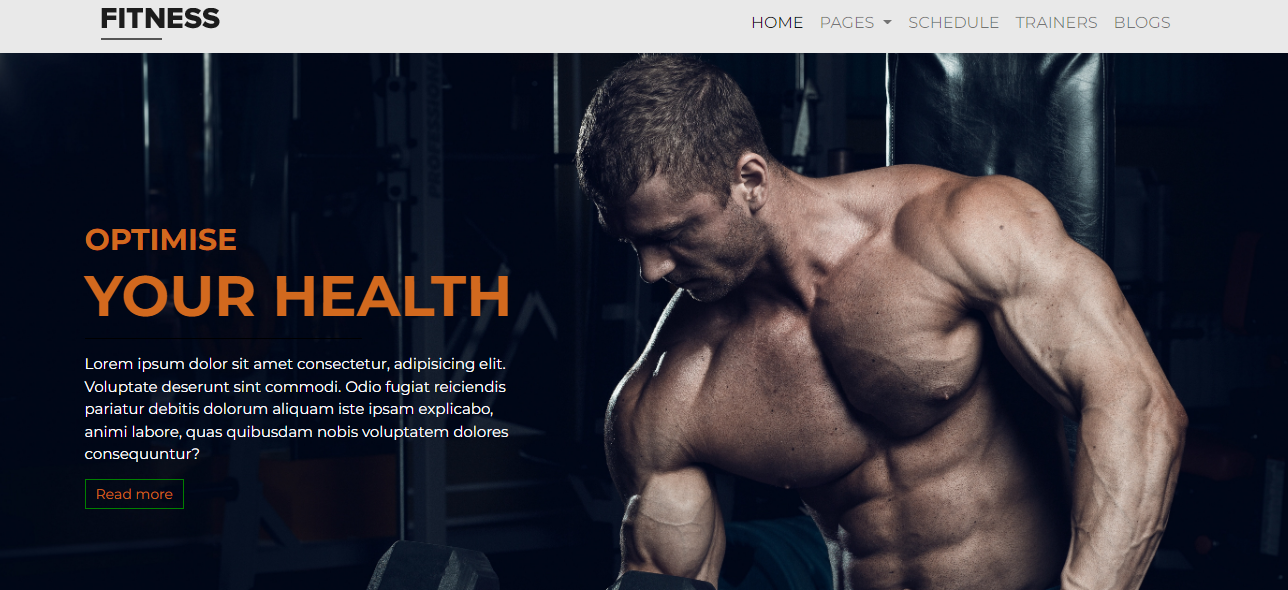 FITNESS
HOME PAGES SCHEDULE TRAINERS BLOGS
OPTIMISE
YOUR HEALTH
Lorem ipsum dolor sit amet consectetur, adipisicing elit.
Voluptate deserunt sint commodi. Odio fugiat reiciendis
pariatur debitis dolorum aliquam iste ipsam explicabo,
animi labore, quas quibusdam nobis voluptatem dolores
consequuntur?
Read more
PROFESSIONAL